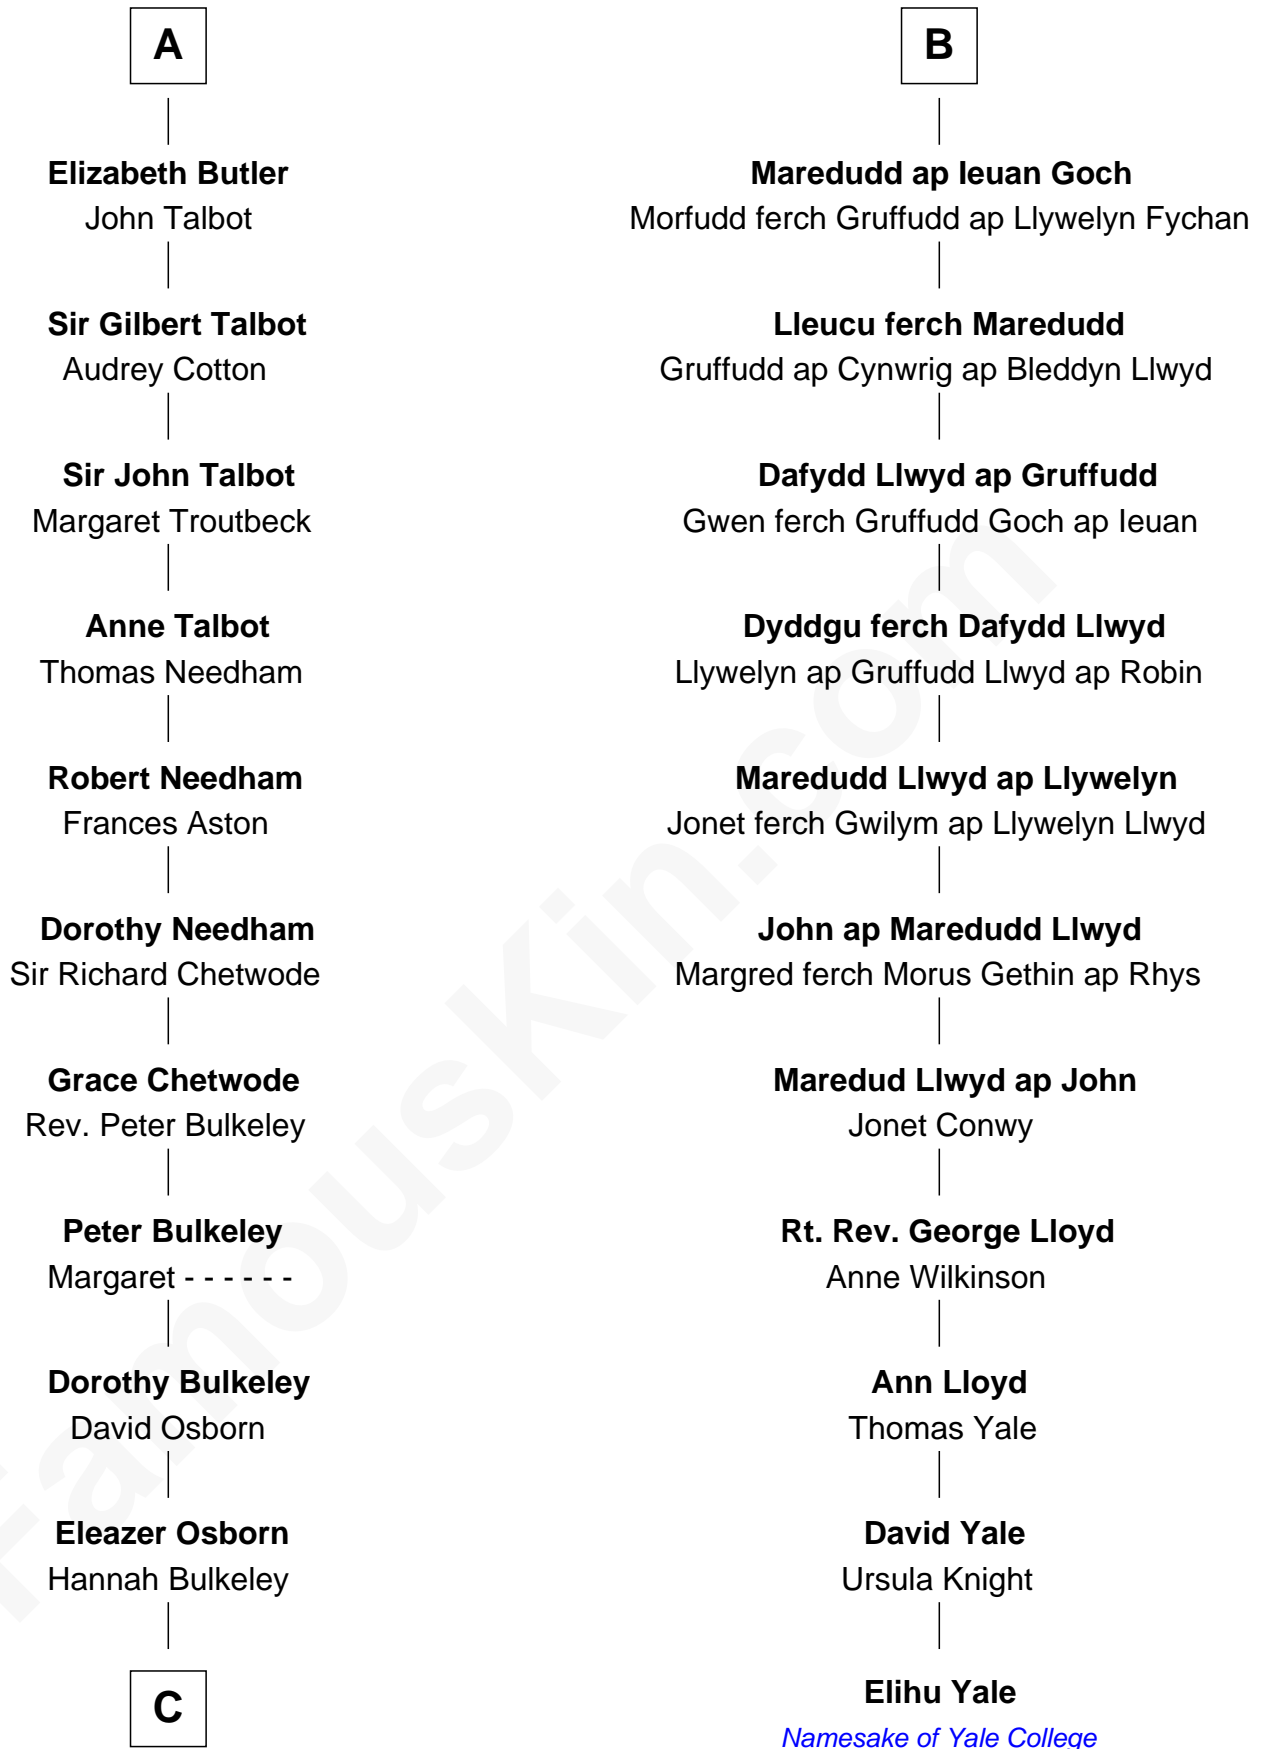 A
Elizabeth Butler
John Talbot
Sir Gilbert Talbot
Audrey Cotton
Sir John Talbot
Margaret Troutbeck
Anne Talbot
Thomas Needham
Robert Needham
Frances Aston
Dorothy Needham
Sir Richard Chetwode
Grace Chetwode
Rev. Peter Bulkeley
Peter Bulkeley
Margaret - - - - - -
Dorothy Bulkeley
David Osborn
Eleazer Osborn
Hannah Bulkeley
C
B
Maredudd ap Ieuan Goch
Morfudd ferch Gruffudd ap Llywelyn Fychan
Lleucu ferch Maredudd
Gruffudd ap Cynwrig ap Bleddyn Llwyd
Dafydd Llwyd ap Gruffudd
Gwen ferch Gruffudd Goch ap Ieuan
Dyddgu ferch Dafydd Llwyd
Llywelyn ap Gruffudd Llwyd ap Robin
Maredudd Llwyd ap Llywelyn
Jonet ferch Gwilym ap Llywelyn Llwyd
John ap Maredudd Llwyd
Margred ferch Morus Gethin ap Rhys
Maredud Llwyd ap John
Jonet Conwy
Rt. Rev. George Lloyd
Anne Wilkinson
Ann Lloyd
Thomas Yale
David Yale
Ursula Knight
Elihu Yale
Namesake of Yale College
FamousKin.com